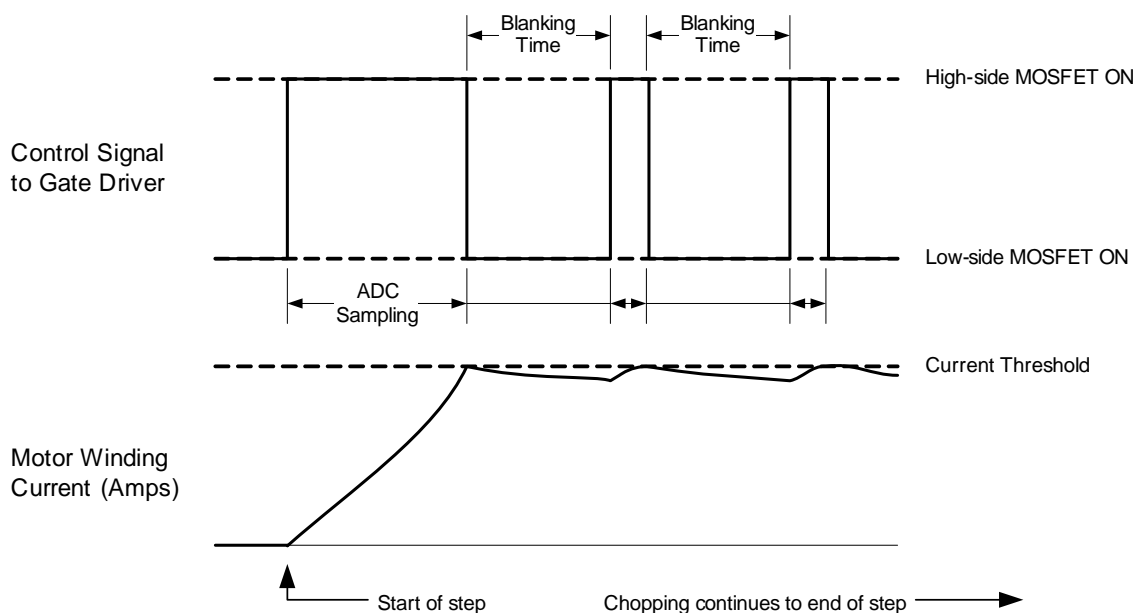 Blanking
Time
Blanking
Time
High-side MOSFET ON
Control Signal
to Gate Driver
Low-side MOSFET ON
ADC
Sampling
Current Threshold
Motor Winding
Current (Amps)
Start of step
Chopping continues to end of step